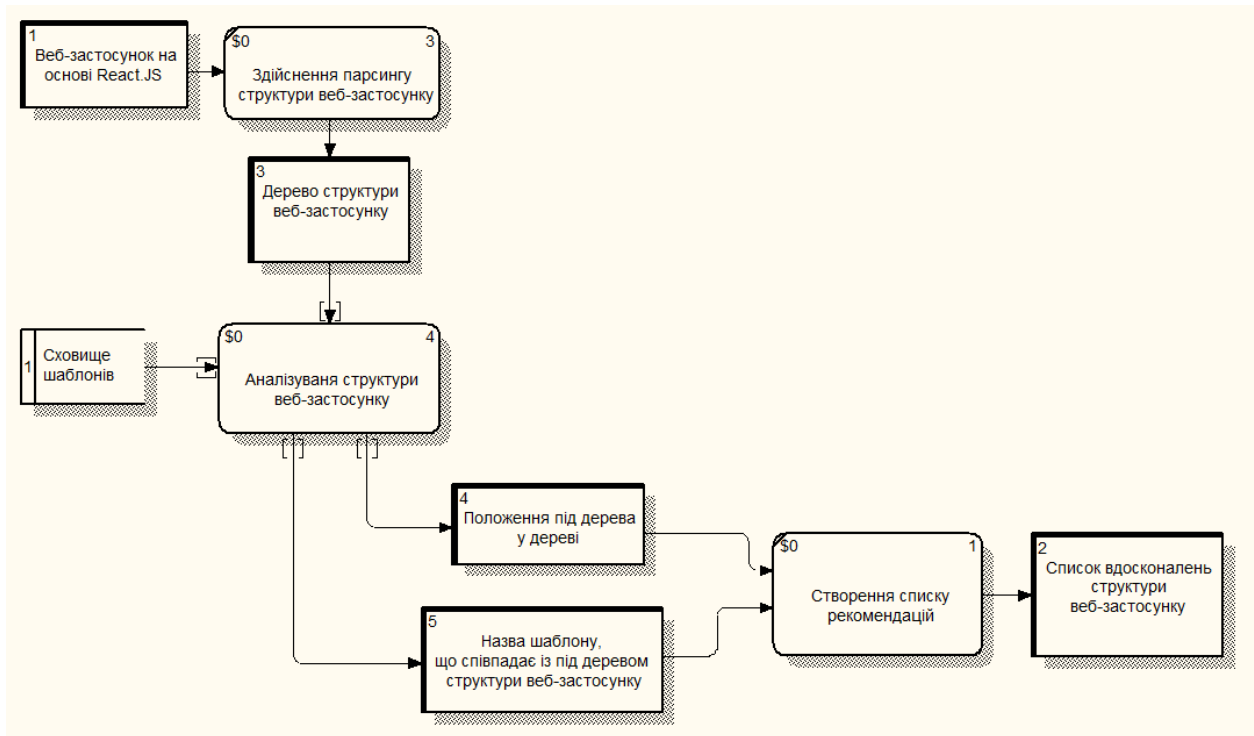 1
Веб-застосунок на
основі React.JS
$0 3
Здійснення парсингу
структури веб-застосунку
3
Дерево структури
веб-застосунку
1
Сховище
шаблонів
$0 4
Аналізуваня структури
веб-застосунку
4
Положення під дерева
у дереві
5
Назва шаблону,
що співпадає із під деревом
структури веб-застосунку
$0 1
Створення списку
рекомендацій
2
Список вдосконалень
структури
веб-застосунку